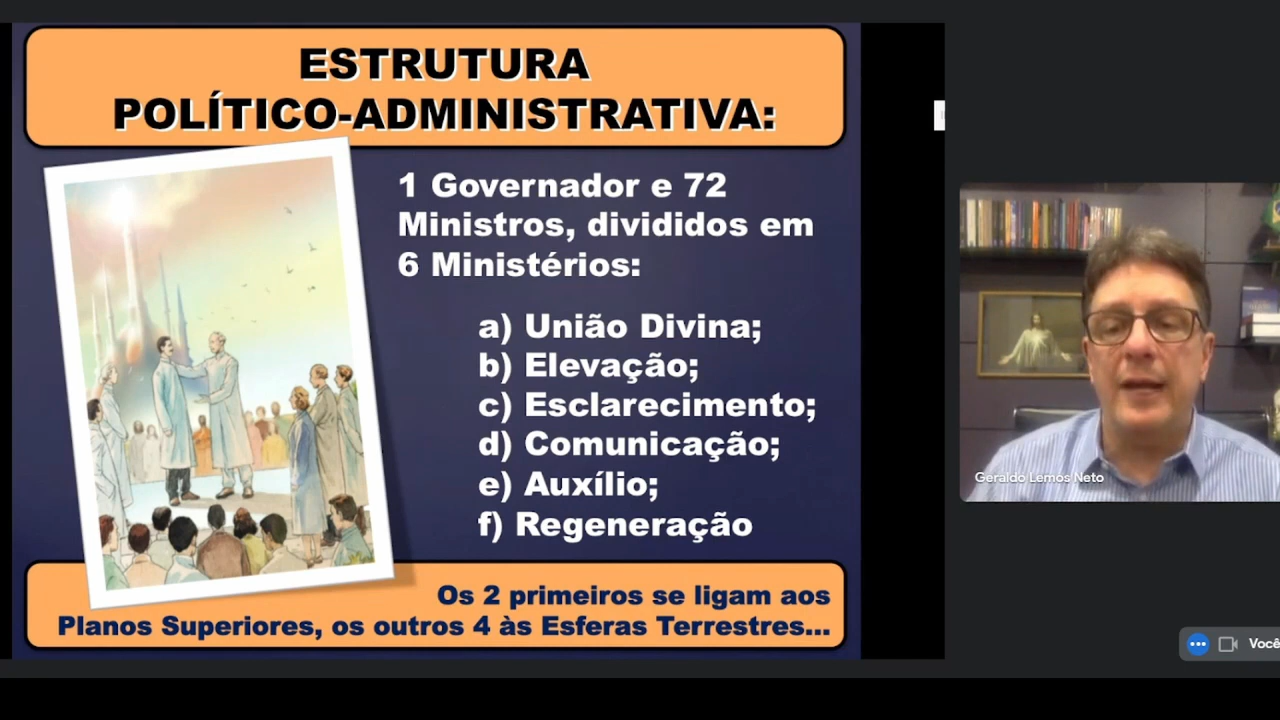 ESTRUTURA
POLÍTICO-ADMINISTRATIVA:
1 Governador e 72
Ministros, divididos em
6 Ministérios:
a) União Divina;
b) Elevação;
c) Esclarecimento;
d) Comunicação;
e) Auxílio;
f) Regeneração
Os 2 primeiros se ligam aos
Planos Superiores, os outros 4 às Esferas Terrestres...
Geraldo Lemos Neto
Você